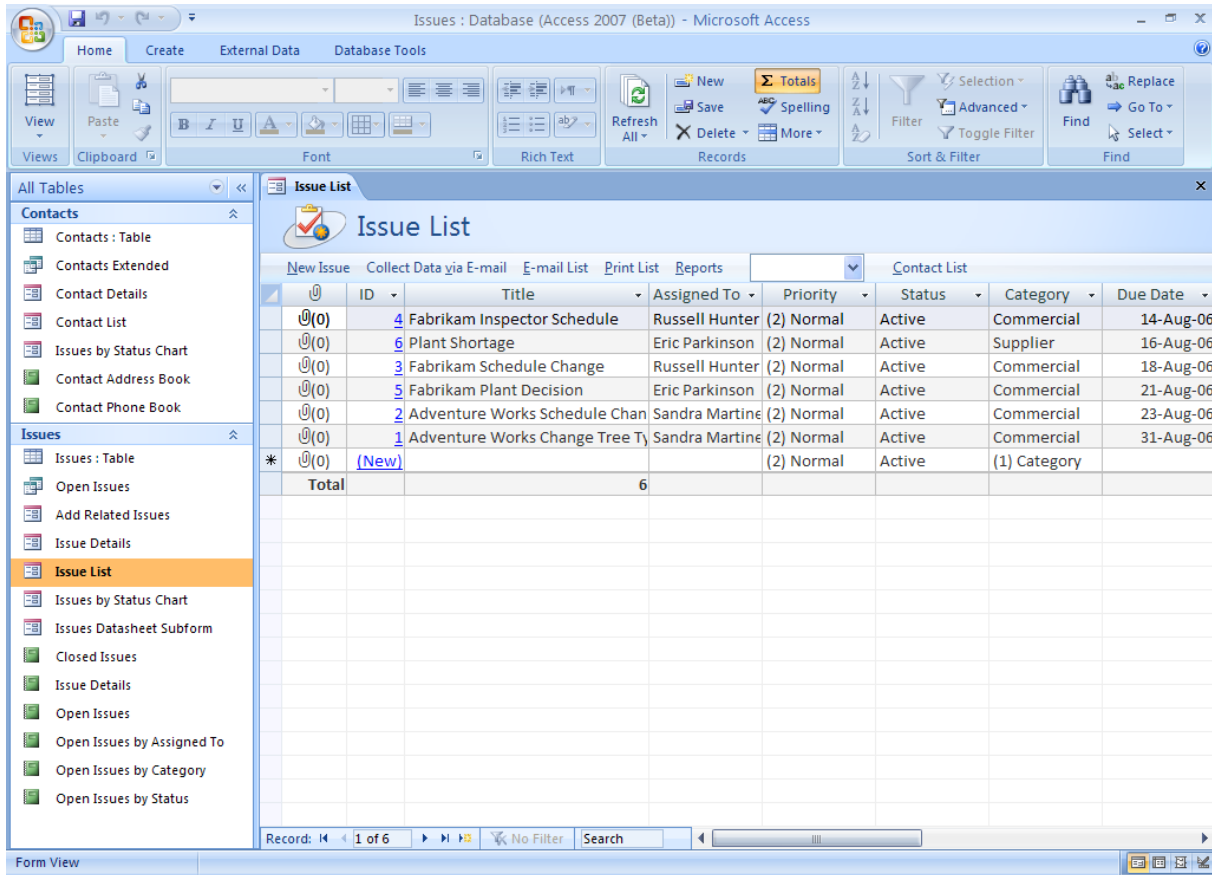 Issues : Database (Access 2007 (Beta)) - Microsoft Access
Home Create External Data Database Tools
View Paste B I U A ab Refresh All New Save Delete Σ Totals ABC Spelling More A Z Z A A Z Filter Selection Advanced Toggle Filter Find ab ac Replace Go To Select
Views Clipboard Font Rich Text Records Sort & Filter Find
All Tables
Contacts
Contacts : Table
Contacts Extended
Contact Details
Contact List
Issues by Status Chart
Contact Address Book
Contact Phone Book
Issues
Issues : Table
Open Issues
Add Related Issues
Issue Details
Issue List
Issues by Status Chart
Issues Datasheet Subform
Closed Issues
Issue Details
Open Issues
Open Issues by Assigned To
Open Issues by Category
Open Issues by Status
Issue List
Issue List
New Issue Collect Data via E-mail E-mail List Print List Reports Contact List
ID Title Assigned To Priority Status Category Due Date
(0) 4 Fabrikam Inspector Schedule Russell Hunter (2) Normal Active Commercial 14-Aug-06
(0) 6 Plant Shortage Eric Parkinson (2) Normal Active Supplier 16-Aug-06
(0) 3 Fabrikam Schedule Change Russell Hunter (2) Normal Active Commercial 18-Aug-06
(0) 5 Fabrikam Plant Decision Eric Parkinson (2) Normal Active Commercial 21-Aug-06
(0) 2 Adventure Works Schedule Chan Sandra Martine (2) Normal Active Commercial 23-Aug-06
(0) 1 Adventure Works Change Tree Ty Sandra Martine (2) Normal Active Commercial 31-Aug-06
* (0) (New) (2) Normal Active (1) Category
Total 6
Record: 1 of 6 No Filter Search
Form View